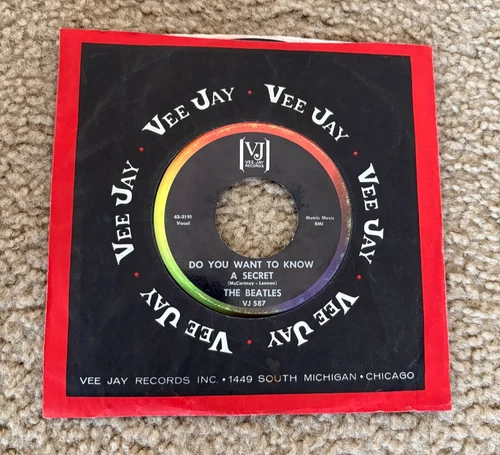 VEE JAY • VEE JAY • VEE JAY • VEE JAY • VEE JAY • VEE JAY •
VJ
VEE-JAY
RECORDS
63-3191
Vocal
Matrix Music
BMI
DO YOU WANT TO KNOW
A SECRET
(McCartney - Lennon)
THE BEATLES
VJ 587
VEE JAY RECORDS INC. • 1449 SOUTH MICHIGAN • CHICAGO